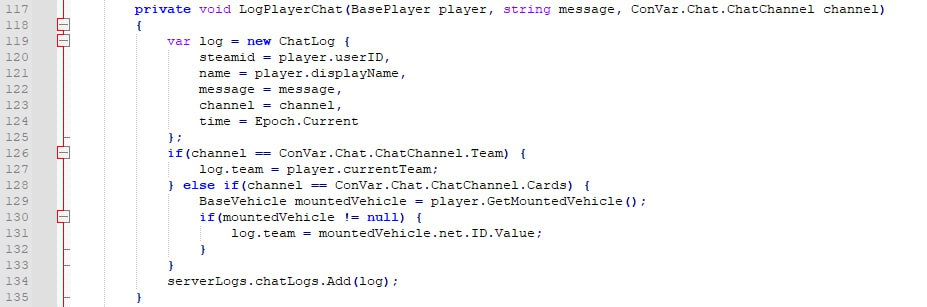 117 private void LogPlayerChat(BasePlayer player, string message, ConVar.Chat.ChatChannel channel)
118 {
119 var log = new ChatLog {
120 steamid = player.userID,
121 name = player.displayName,
122 message = message,
123 channel = channel,
124 time = Epoch.Current
125 };
126 if(channel == ConVar.Chat.ChatChannel.Team) {
127 log.team = player.currentTeam;
128 } else if(channel == ConVar.Chat.ChatChannel.Cards) {
129 BaseVehicle mountedVehicle = player.GetMountedVehicle();
130 if(mountedVehicle != null) {
131 log.team = mountedVehicle.net.ID.Value;
132 }
133 }
134 serverLogs.chatLogs.Add(log);
135 }